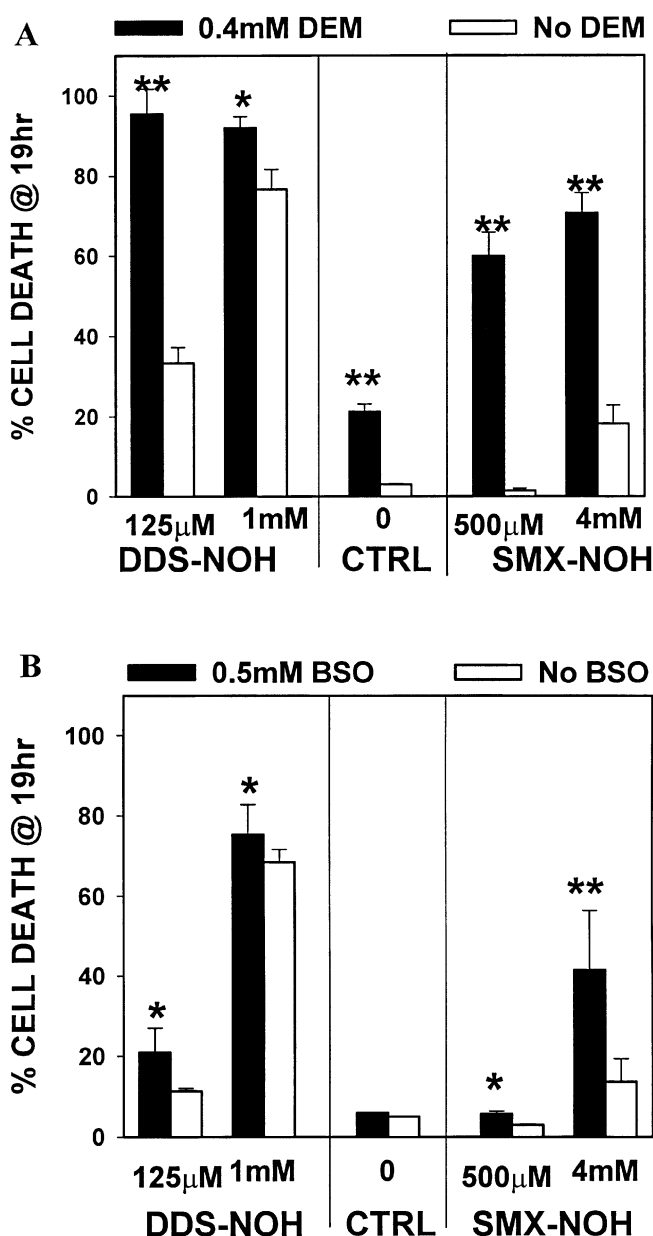 A
0.4mM DEM No DEM
% CELL DEATH @ 19hr
100
80
60
40
20
0
** * ** ** **
125µM 1mM 0 500µM 4mM
DDS-NOH CTRL SMX-NOH
B
0.5mM BSO No BSO
% CELL DEATH @ 19hr
100
80
60
40
20
0
* * * **
125µM 1mM 0 500µM 4mM
DDS-NOH CTRL SMX-NOH